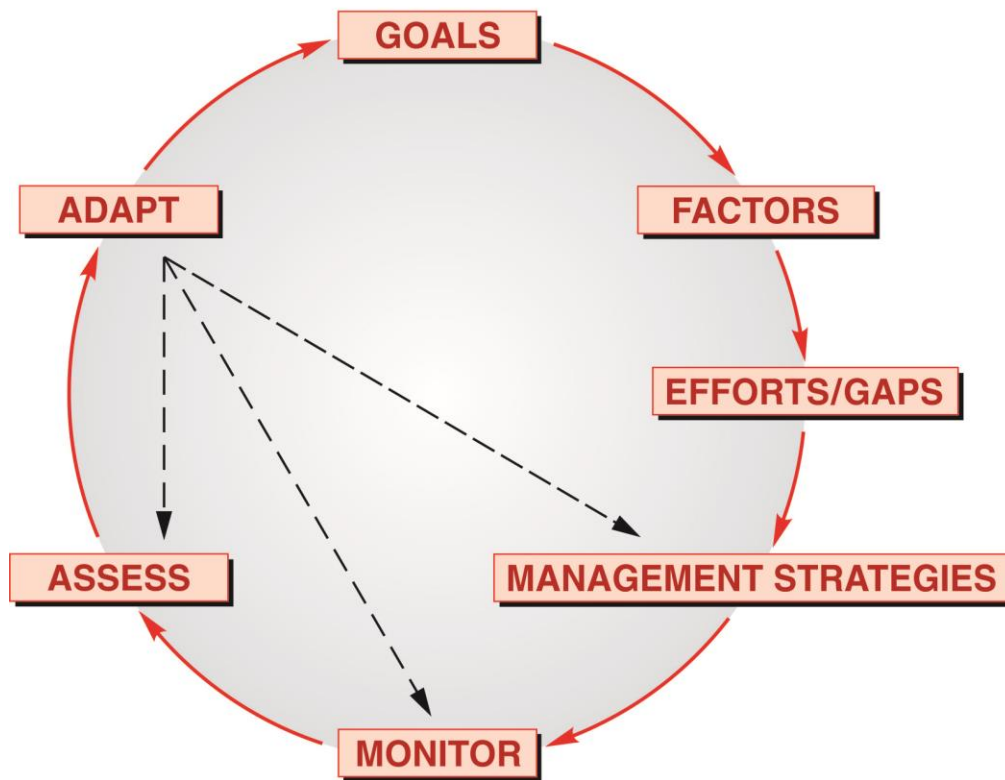 GOALS
FACTORS
EFFORTS/GAPS
MANAGEMENT STRATEGIES
MONITOR
ASSESS
ADAPT